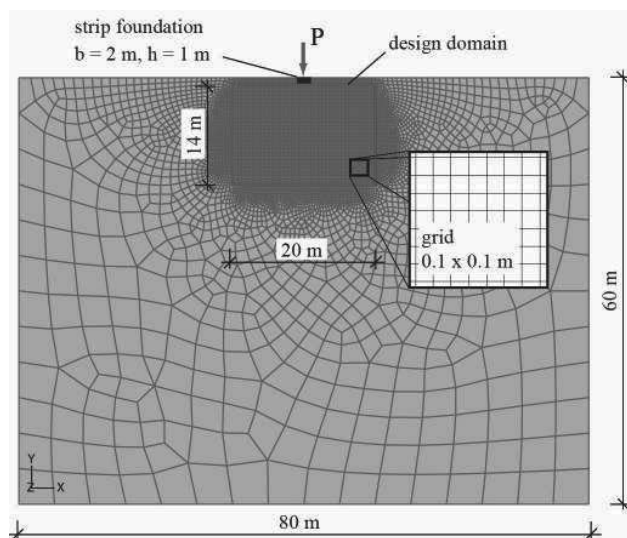 strip foundation
b = 2 m, h = 1 m
P
design domain
14 m
20 m
grid
0.1 x 0.1 m
60 m
Y
Z X
80 m